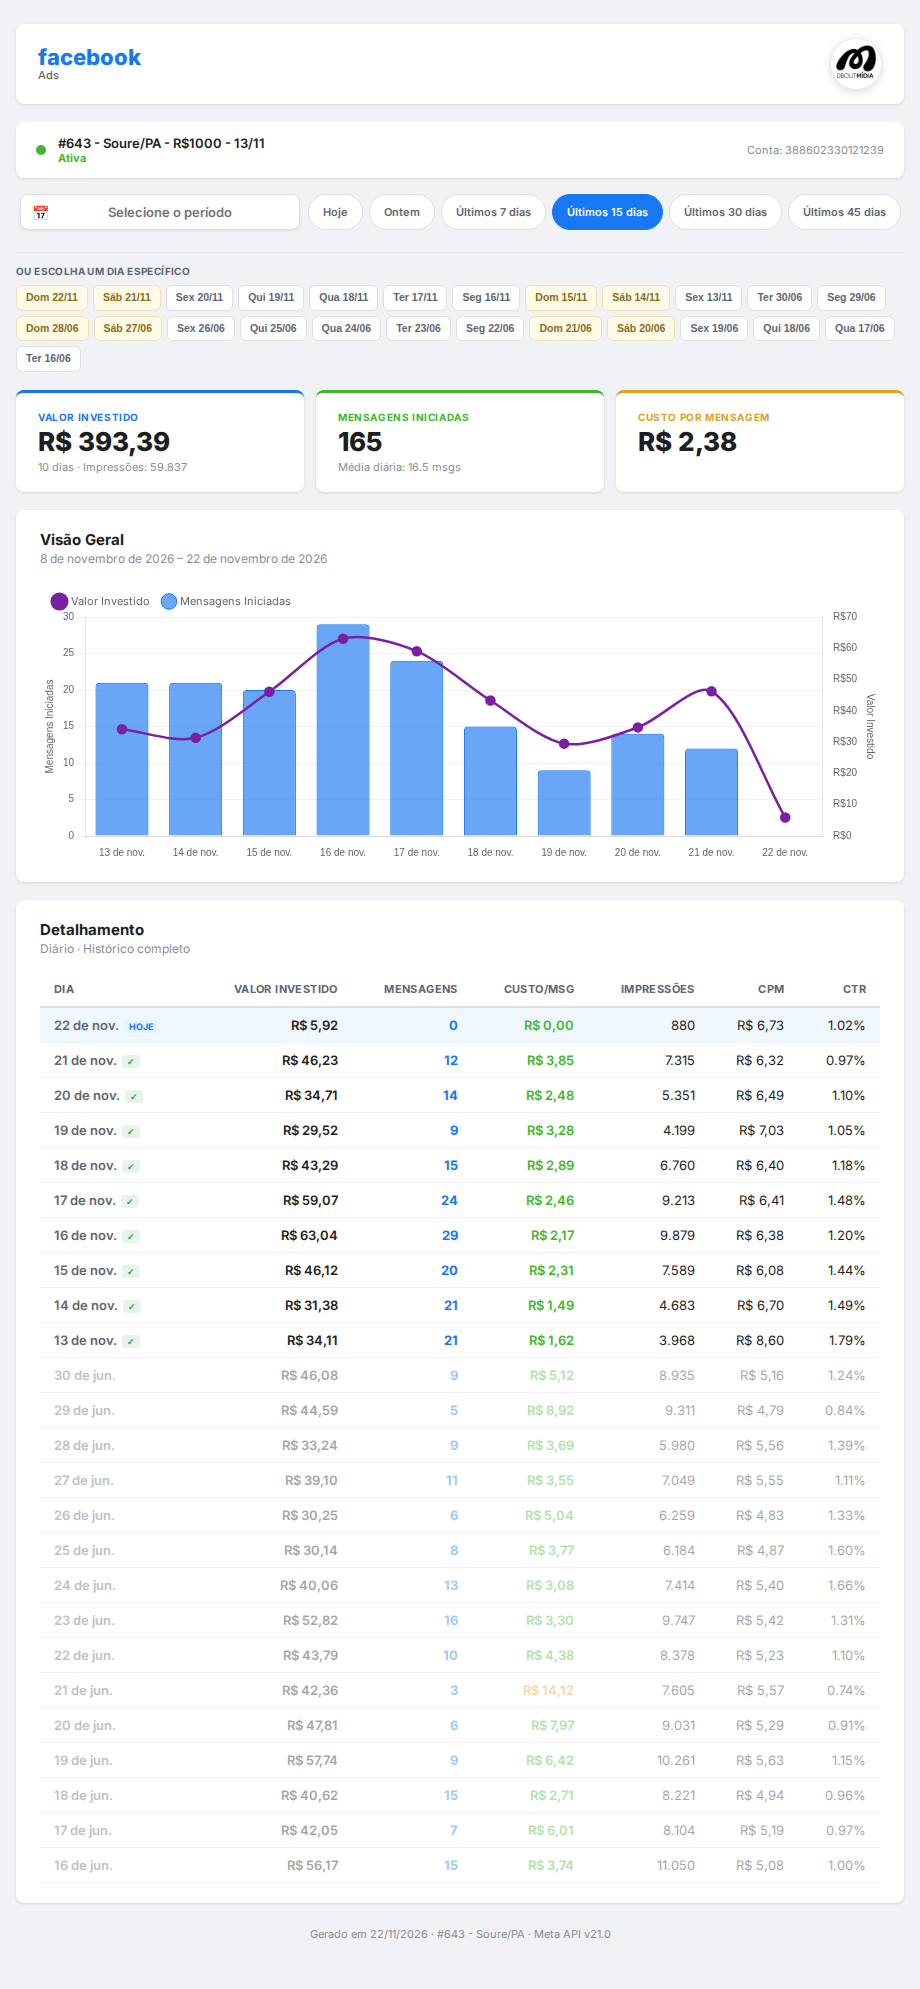 facebook
Ads
DBOUTMÍDIA
#643 - Soure/PA - R$1000 - 13/11
Ativa
Conta: 388602330121239
Selecione o período
Hoje
Ontem
Últimos 7 dias
Últimos 15 dias
Últimos 30 dias
Últimos 45 dias
OU ESCOLHA UM DIA ESPECÍFICO
Dom 22/11 Sáb 21/11 Sex 20/11 Qui 19/11 Qua 18/11 Ter 17/11 Seg 16/11 Dom 15/11 Sáb 14/11 Sex 13/11 Ter 30/06 Seg 29/06
Dom 28/06 Sáb 27/06 Sex 26/06 Qui 25/06 Qua 24/06 Ter 23/06 Seg 22/06 Dom 21/06 Sáb 20/06 Sex 19/06 Qui 18/06 Qua 17/06
Ter 16/06
VALOR INVESTIDO
R$ 393,39
10 dias · Impressões: 59.837
MENSAGENS INICIADAS
165
Média diária: 16.5 msgs
CUSTO POR MENSAGEM
R$ 2,38
Visão Geral
8 de novembro de 2026 – 22 de novembro de 2026
Valor Investido Mensagens Iniciadas
Mensagens Iniciadas
30
25
20
15
10
5
0
R$70
R$60
R$50
R$40
R$30
R$20
R$10
R$0
Valor Investido
13 de nov. 14 de nov. 15 de nov. 16 de nov. 17 de nov. 18 de nov. 19 de nov. 20 de nov. 21 de nov. 22 de nov.
Detalhamento
Diário · Histórico completo
DIA VALOR INVESTIDO MENSAGENS CUSTO/MSG IMPRESSÕES CPM CTR
22 de nov. HOJE R$ 5,92 0 R$ 0,00 880 R$ 6,73 1.02%
21 de nov. ✓ R$ 46,23 12 R$ 3,85 7.315 R$ 6,32 0.97%
20 de nov. ✓ R$ 34,71 14 R$ 2,48 5.351 R$ 6,49 1.10%
19 de nov. ✓ R$ 29,52 9 R$ 3,28 4.199 R$ 7,03 1.05%
18 de nov. ✓ R$ 43,29 15 R$ 2,89 6.760 R$ 6,40 1.18%
17 de nov. ✓ R$ 59,07 24 R$ 2,46 9.213 R$ 6,41 1.48%
16 de nov. ✓ R$ 63,04 29 R$ 2,17 9.879 R$ 6,38 1.20%
15 de nov. ✓ R$ 46,12 20 R$ 2,31 7.589 R$ 6,08 1.44%
14 de nov. ✓ R$ 31,38 21 R$ 1,49 4.683 R$ 6,70 1.49%
13 de nov. ✓ R$ 34,11 21 R$ 1,62 3.968 R$ 8,60 1.79%
30 de jun. R$ 46,08 9 R$ 5,12 8.935 R$ 5,16 1.24%
29 de jun. R$ 44,59 5 R$ 8,92 9.311 R$ 4,79 0.84%
28 de jun. R$ 33,24 9 R$ 3,69 5.980 R$ 5,56 1.39%
27 de jun. R$ 39,10 11 R$ 3,55 7.049 R$ 5,55 1.11%
26 de jun. R$ 30,25 6 R$ 5,04 6.259 R$ 4,83 1.33%
25 de jun. R$ 30,14 8 R$ 3,77 6.184 R$ 4,87 1.60%
24 de jun. R$ 40,06 13 R$ 3,08 7.414 R$ 5,40 1.66%
23 de jun. R$ 52,82 16 R$ 3,30 9.747 R$ 5,42 1.31%
22 de jun. R$ 43,79 10 R$ 4,38 8.378 R$ 5,23 1.10%
21 de jun. R$ 42,36 3 R$ 14,12 7.605 R$ 5,57 0.74%
20 de jun. R$ 47,81 6 R$ 7,97 9.031 R$ 5,29 0.91%
19 de jun. R$ 57,74 9 R$ 6,42 10.261 R$ 5,63 1.15%
18 de jun. R$ 40,62 15 R$ 2,71 8.221 R$ 4,94 0.96%
17 de jun. R$ 42,05 7 R$ 6,01 8.104 R$ 5,19 0.97%
16 de jun. R$ 56,17 15 R$ 3,74 11.050 R$ 5,08 1.00%
Gerado em 22/11/2026 · #643 - Soure/PA · Meta API v21.0